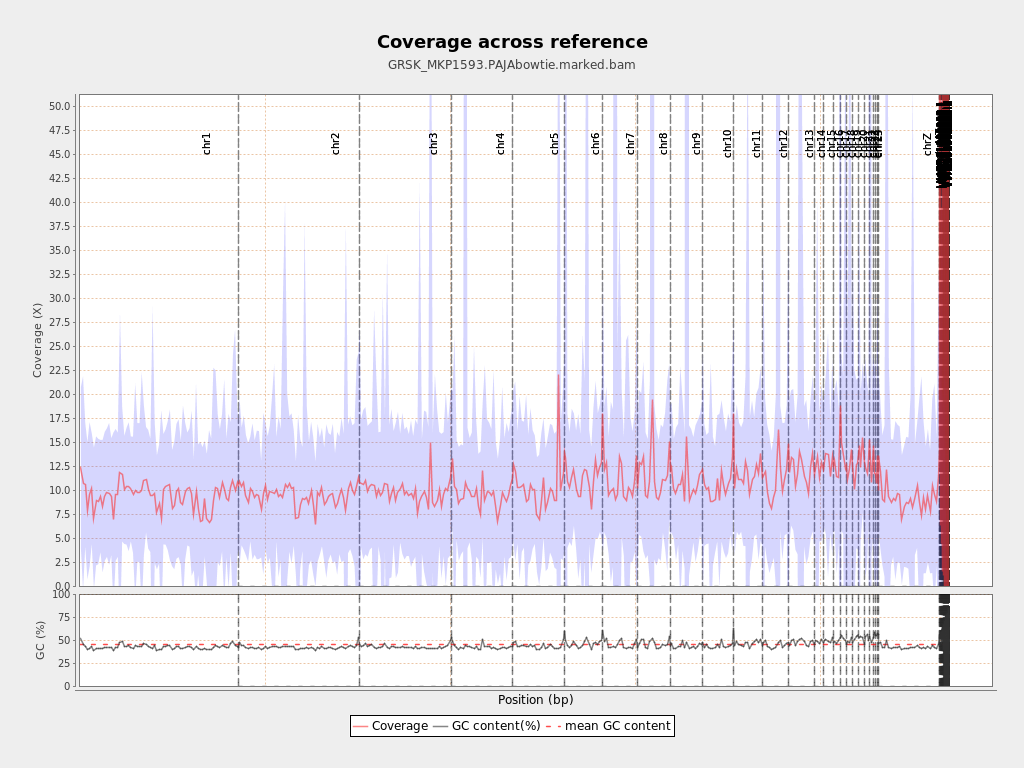 Coverage across reference
GRSK_MKP1593.PAJAbowtie.marked.bam
Coverage (X)
50.0
47.5
45.0
42.5
40.0
37.5
35.0
32.5
30.0
27.5
25.0
22.5
20.0
17.5
15.0
12.5
10.0
7.5
5.0
2.5
0.0
chr1
chr2
chr3
chr4
chr5
chr6
chr7
chr8
chr9
chr10
chr11
chr12
chr13
chr14
chr15
chrZ
GC (%)
100
75
50
25
0
Position (bp)
Coverage GC content(%) mean GC content